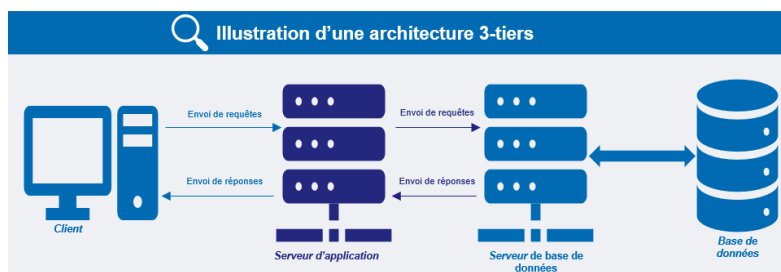 Illustration d'une architecture 3-tiers
Envoi de requêtes
Envoi de requêtes
Envoi de réponses
Envoi de réponses
Client
Serveur d'application
Serveur de base de
données
Base de
données